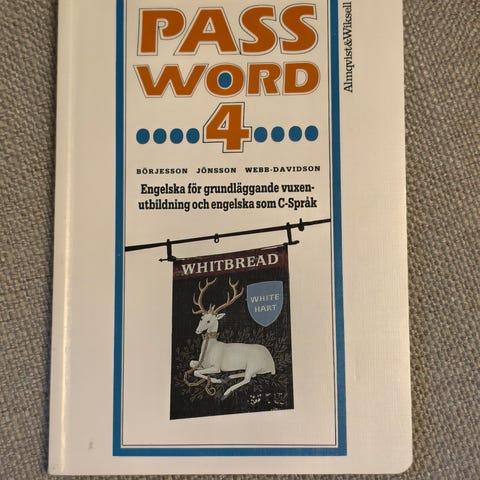 PASS
WORD
4
BÖRJESSON JÖNSSON WEBB-DAVIDSON
Engelska för grundläggande vuxen-
utbildning och engelska som C-Språk
WHITBREAD
WHITE
HART
Almqvist&Wiksell